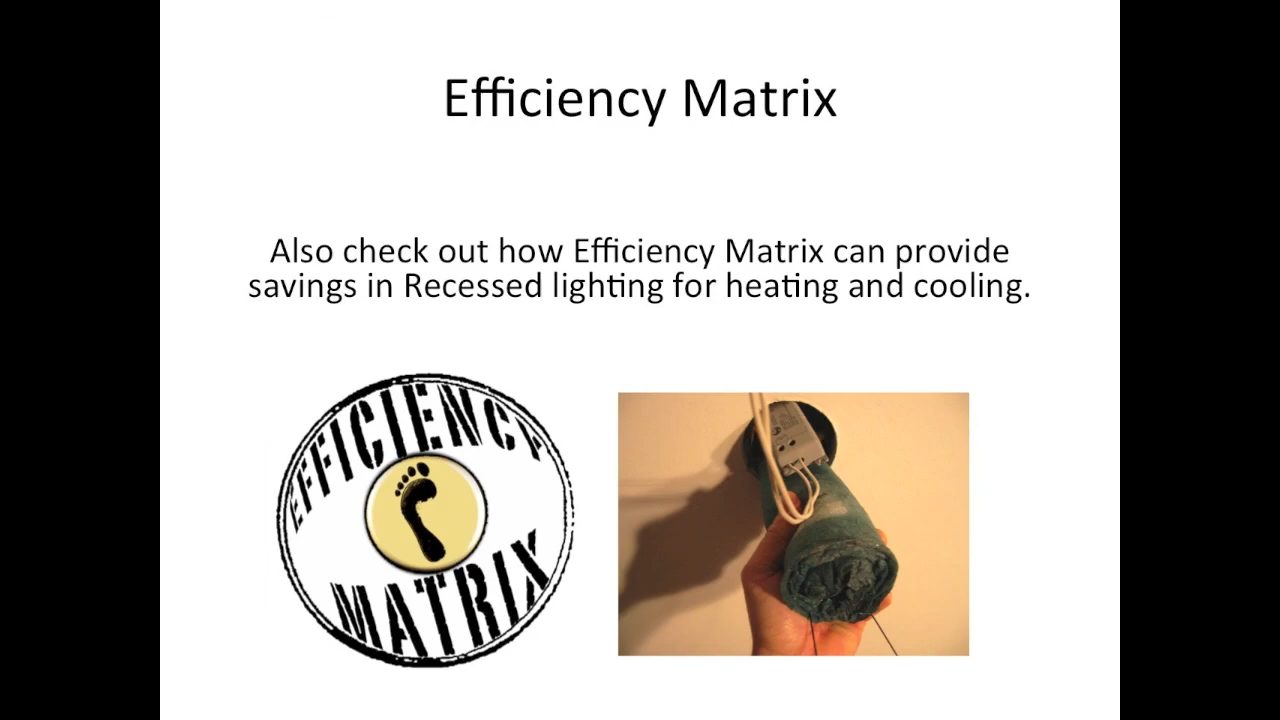 Efficiency Matrix
Also check out how Efficiency Matrix can provide
savings in Recessed lighting for heating and cooling.
EFFICIENCY
MATRIX